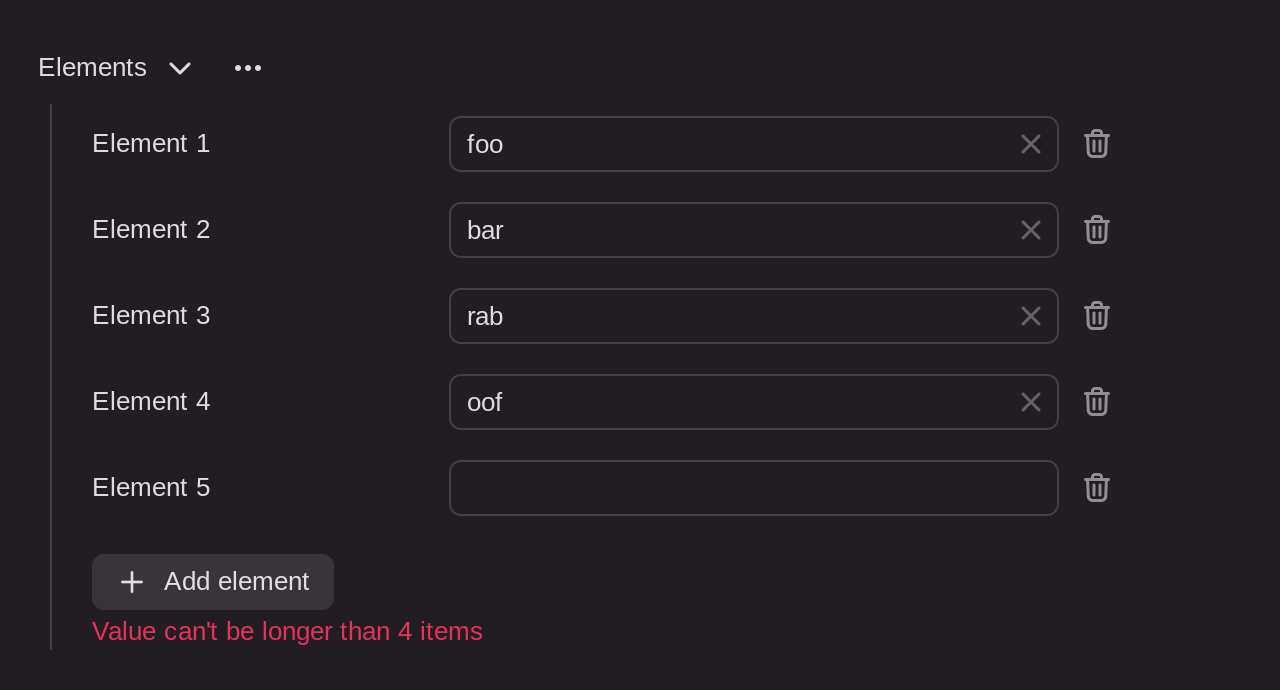 Elements
Element 1
foo
Element 2
bar
Element 3
rab
Element 4
oof
Element 5
Add element
Value can't be longer than 4 items